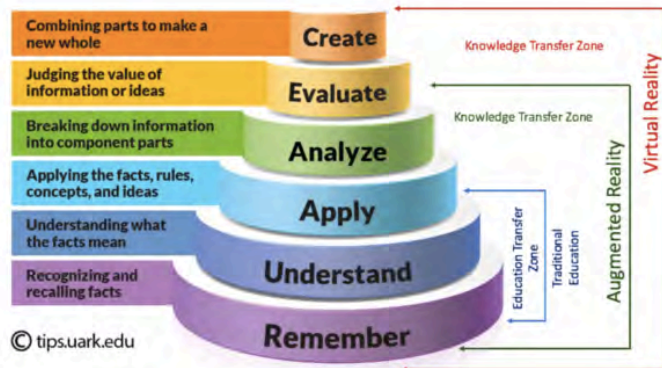 Combining parts to make a
new whole
Create
Knowledge Transfer Zone
Judging the value of
information or ideas
Evaluate
Knowledge Transfer Zone
Breaking down information
into component parts
Analyze
Applying the facts, rules,
concepts, and ideas
Apply
Understanding what
the facts mean
Understand
Recognizing and
recalling facts
Remember
Education Transfer
Zone
Traditional
Education
Augmented Reality
Virtual Reality
© tips.uark.edu